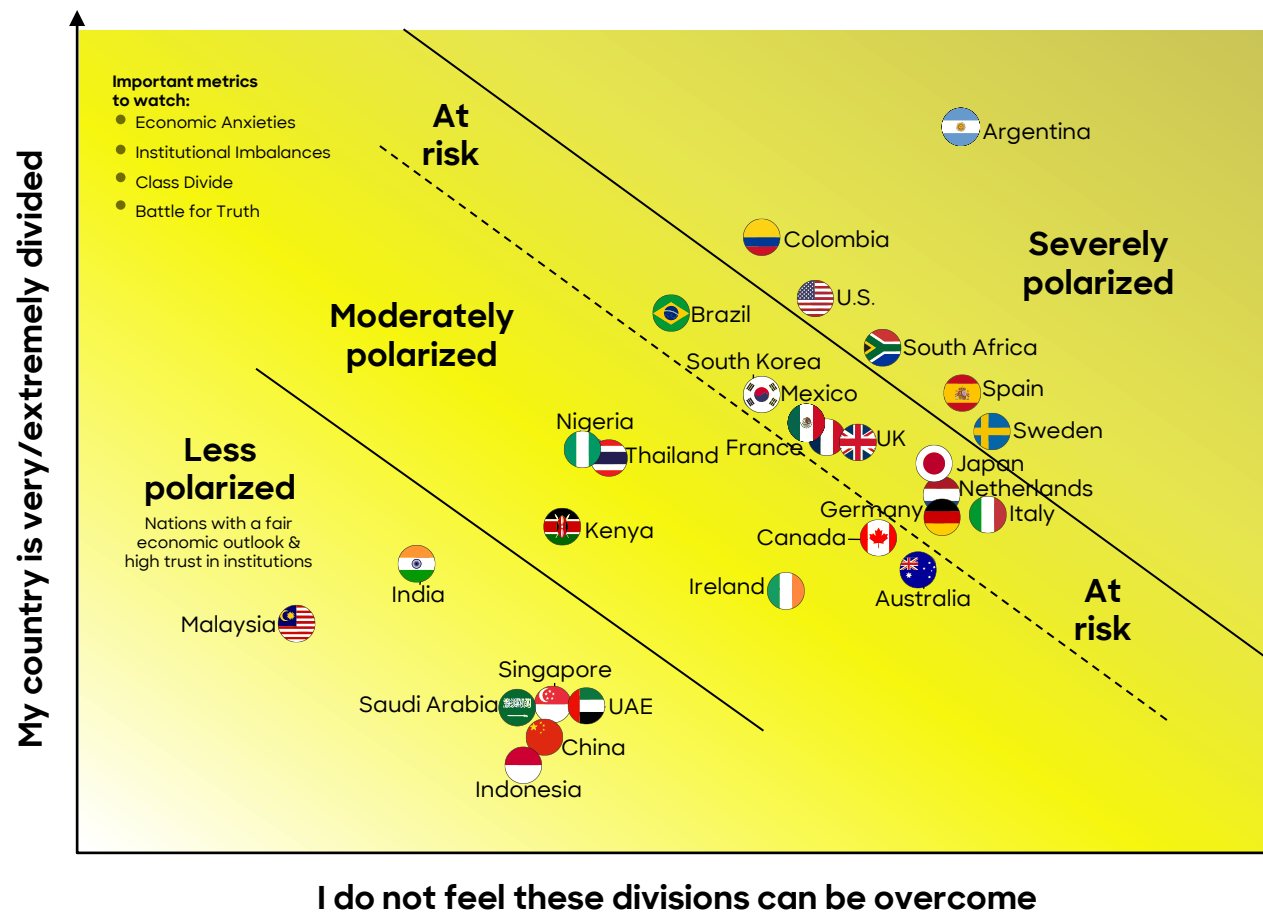 Important metrics
to watch:
Economic Anxieties
Institutional Imbalances
Class Divide
Battle for Truth
At
risk
Argentina
Colombia
Severely
polarized
U.S.
Brazil
Moderately
polarized
South Africa
South Korea
Spain
Mexico
Nigeria
Sweden
France
UK
Thailand
Japan
Less
polarized
Netherlands
Nations with a fair
economic outlook &
high trust in institutions
Germany
Italy
Kenya
Canada
Ireland
India
Australia
At
risk
Malaysia
Singapore
Saudi Arabia
UAE
China
Indonesia
My country is very/extremely divided
I do not feel these divisions can be overcome